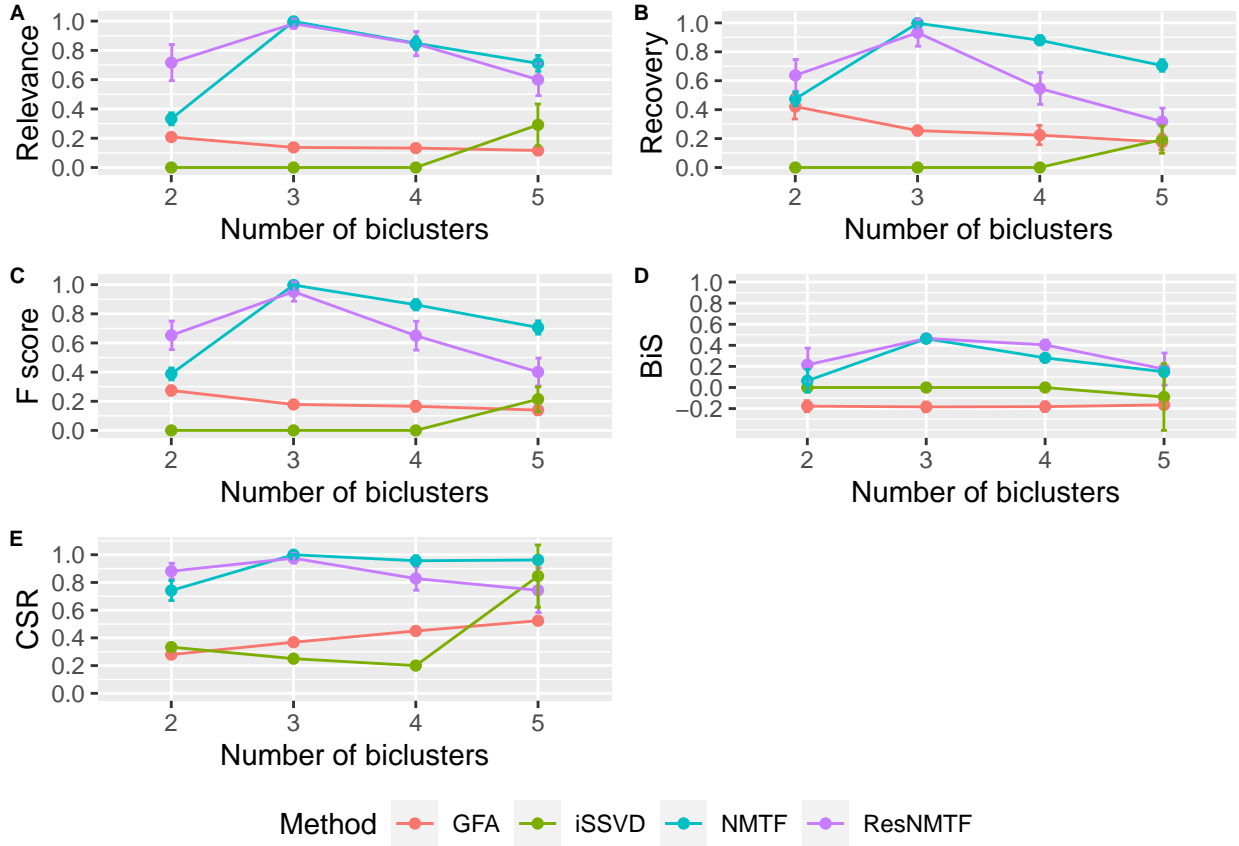 A
Relevance
1.0
0.8
0.6
0.4
0.2
0.0
2 3 4 5
Number of biclusters
B
Recovery
1.0
0.8
0.6
0.4
0.2
0.0
2 3 4 5
Number of biclusters
C
F score
1.0
0.8
0.6
0.4
0.2
0.0
2 3 4 5
Number of biclusters
D
BiS
1.0
0.8
0.6
0.4
0.2
0.0
−0.2
2 3 4 5
Number of biclusters
E
CSR
1.0
0.8
0.6
0.4
0.2
0.0
2 3 4 5
Number of biclusters
Method GFA iSSVD NMTF ResNMTF